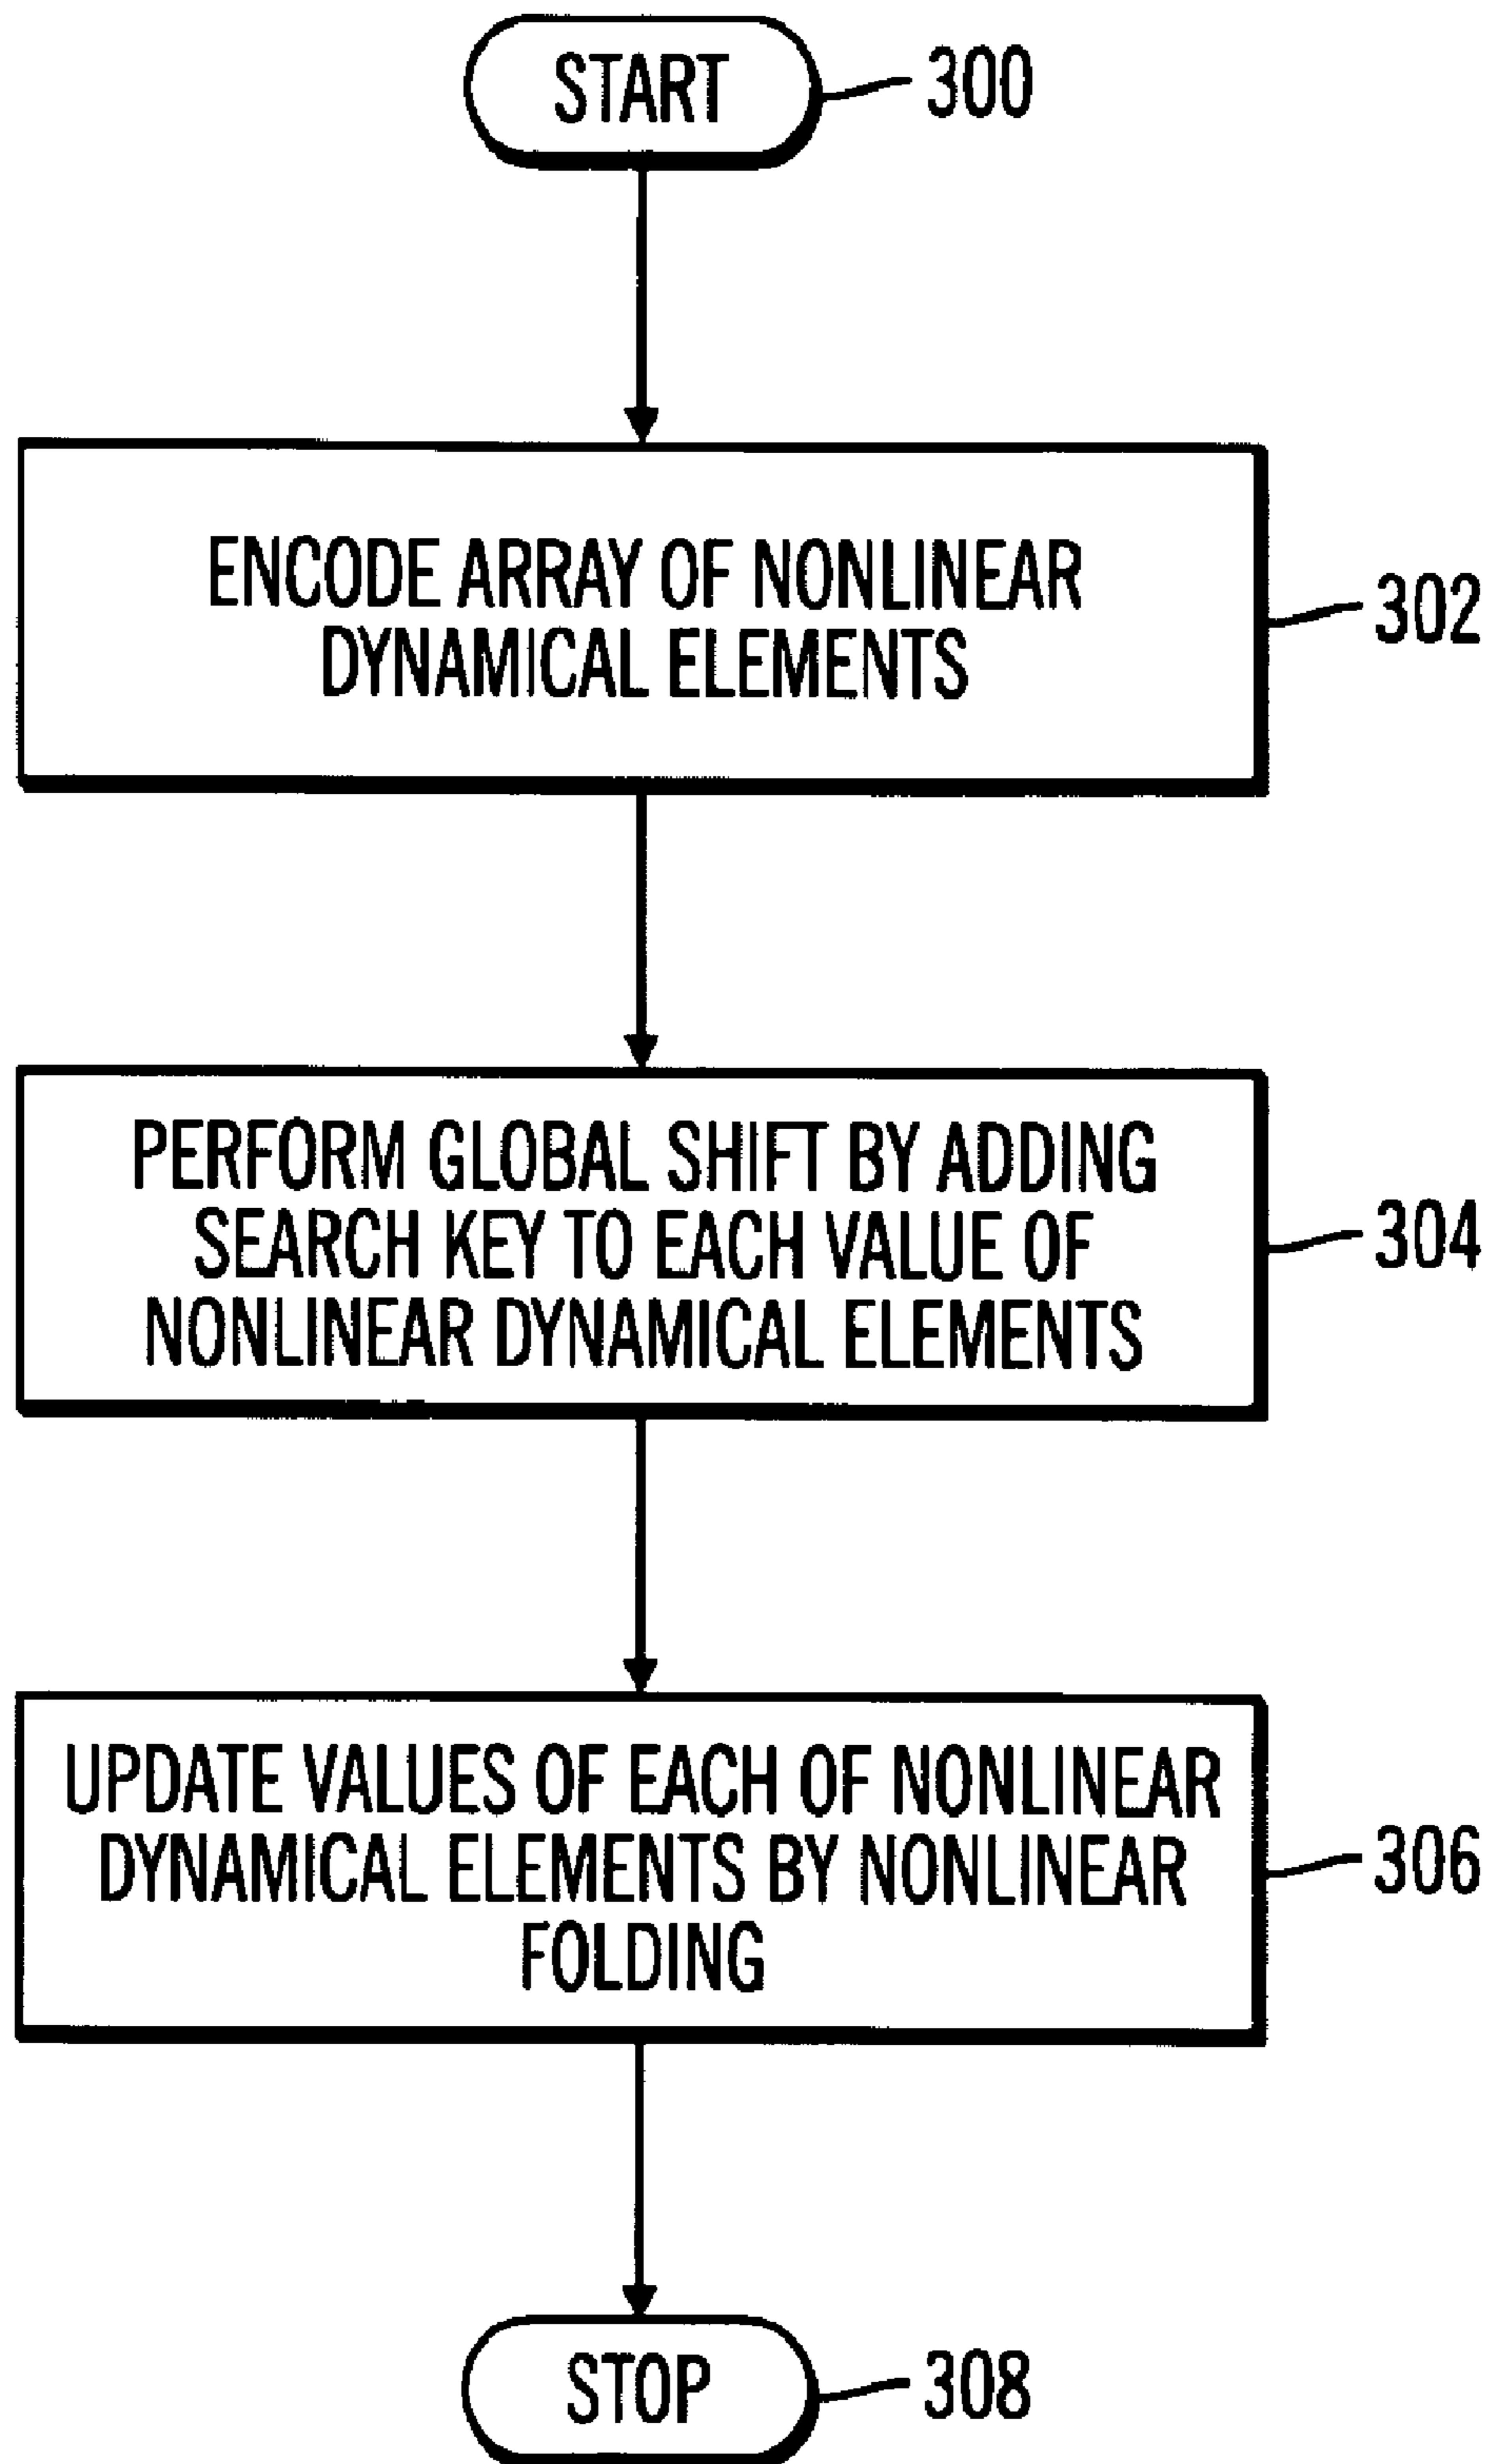 START
300
ENCODE ARRAY OF NONLINEAR
DYNAMICAL ELEMENTS
302
PERFORM GLOBAL SHIFT BY ADDING
SEARCH KEY TO EACH VALUE OF
NONLINEAR DYNAMICAL ELEMENTS
304
UPDATE VALUES OF EACH OF NONLINEAR
DYNAMICAL ELEMENTS BY NONLINEAR
FOLDING
306
STOP
308